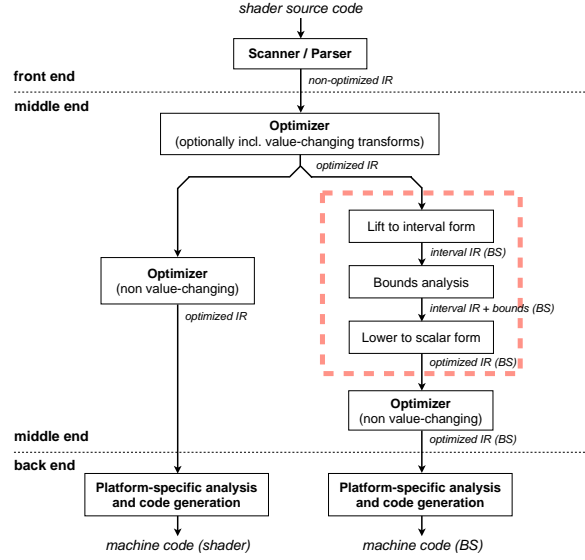 shader source code
Scanner / Parser
front end
non-optimized IR
middle end
Optimizer
(optionally incl. value-changing transforms)
optimized IR
Lift to interval form
interval IR (BS)
Optimizer
(non value-changing)
optimized IR
Bounds analysis
interval IR + bounds (BS)
Lower to scalar form
optimized IR (BS)
Optimizer
(non value-changing)
middle end
optimized IR (BS)
back end
Platform-specific analysis
and code generation
machine code (shader)
Platform-specific analysis
and code generation
machine code (BS)